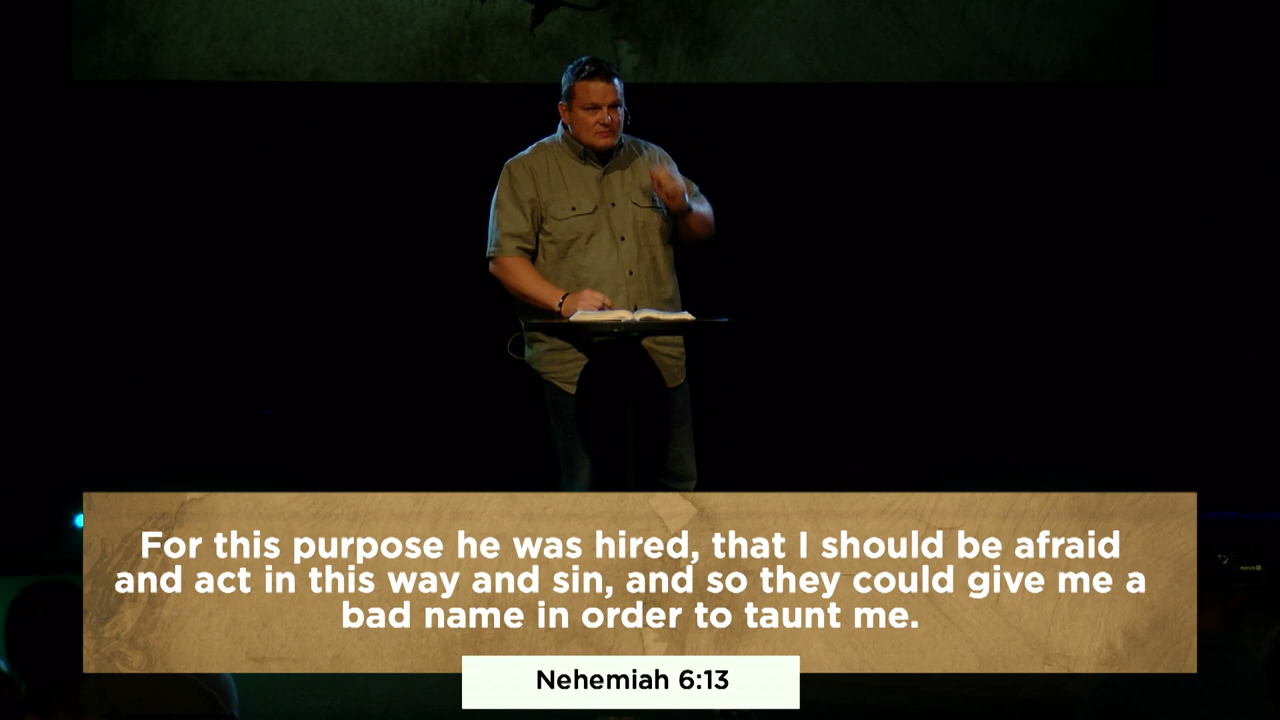 For this purpose he was hired, that I should be afraid
and act in this way and sin, and so they could give me a
bad name in order to taunt me.
Nehemiah 6:13